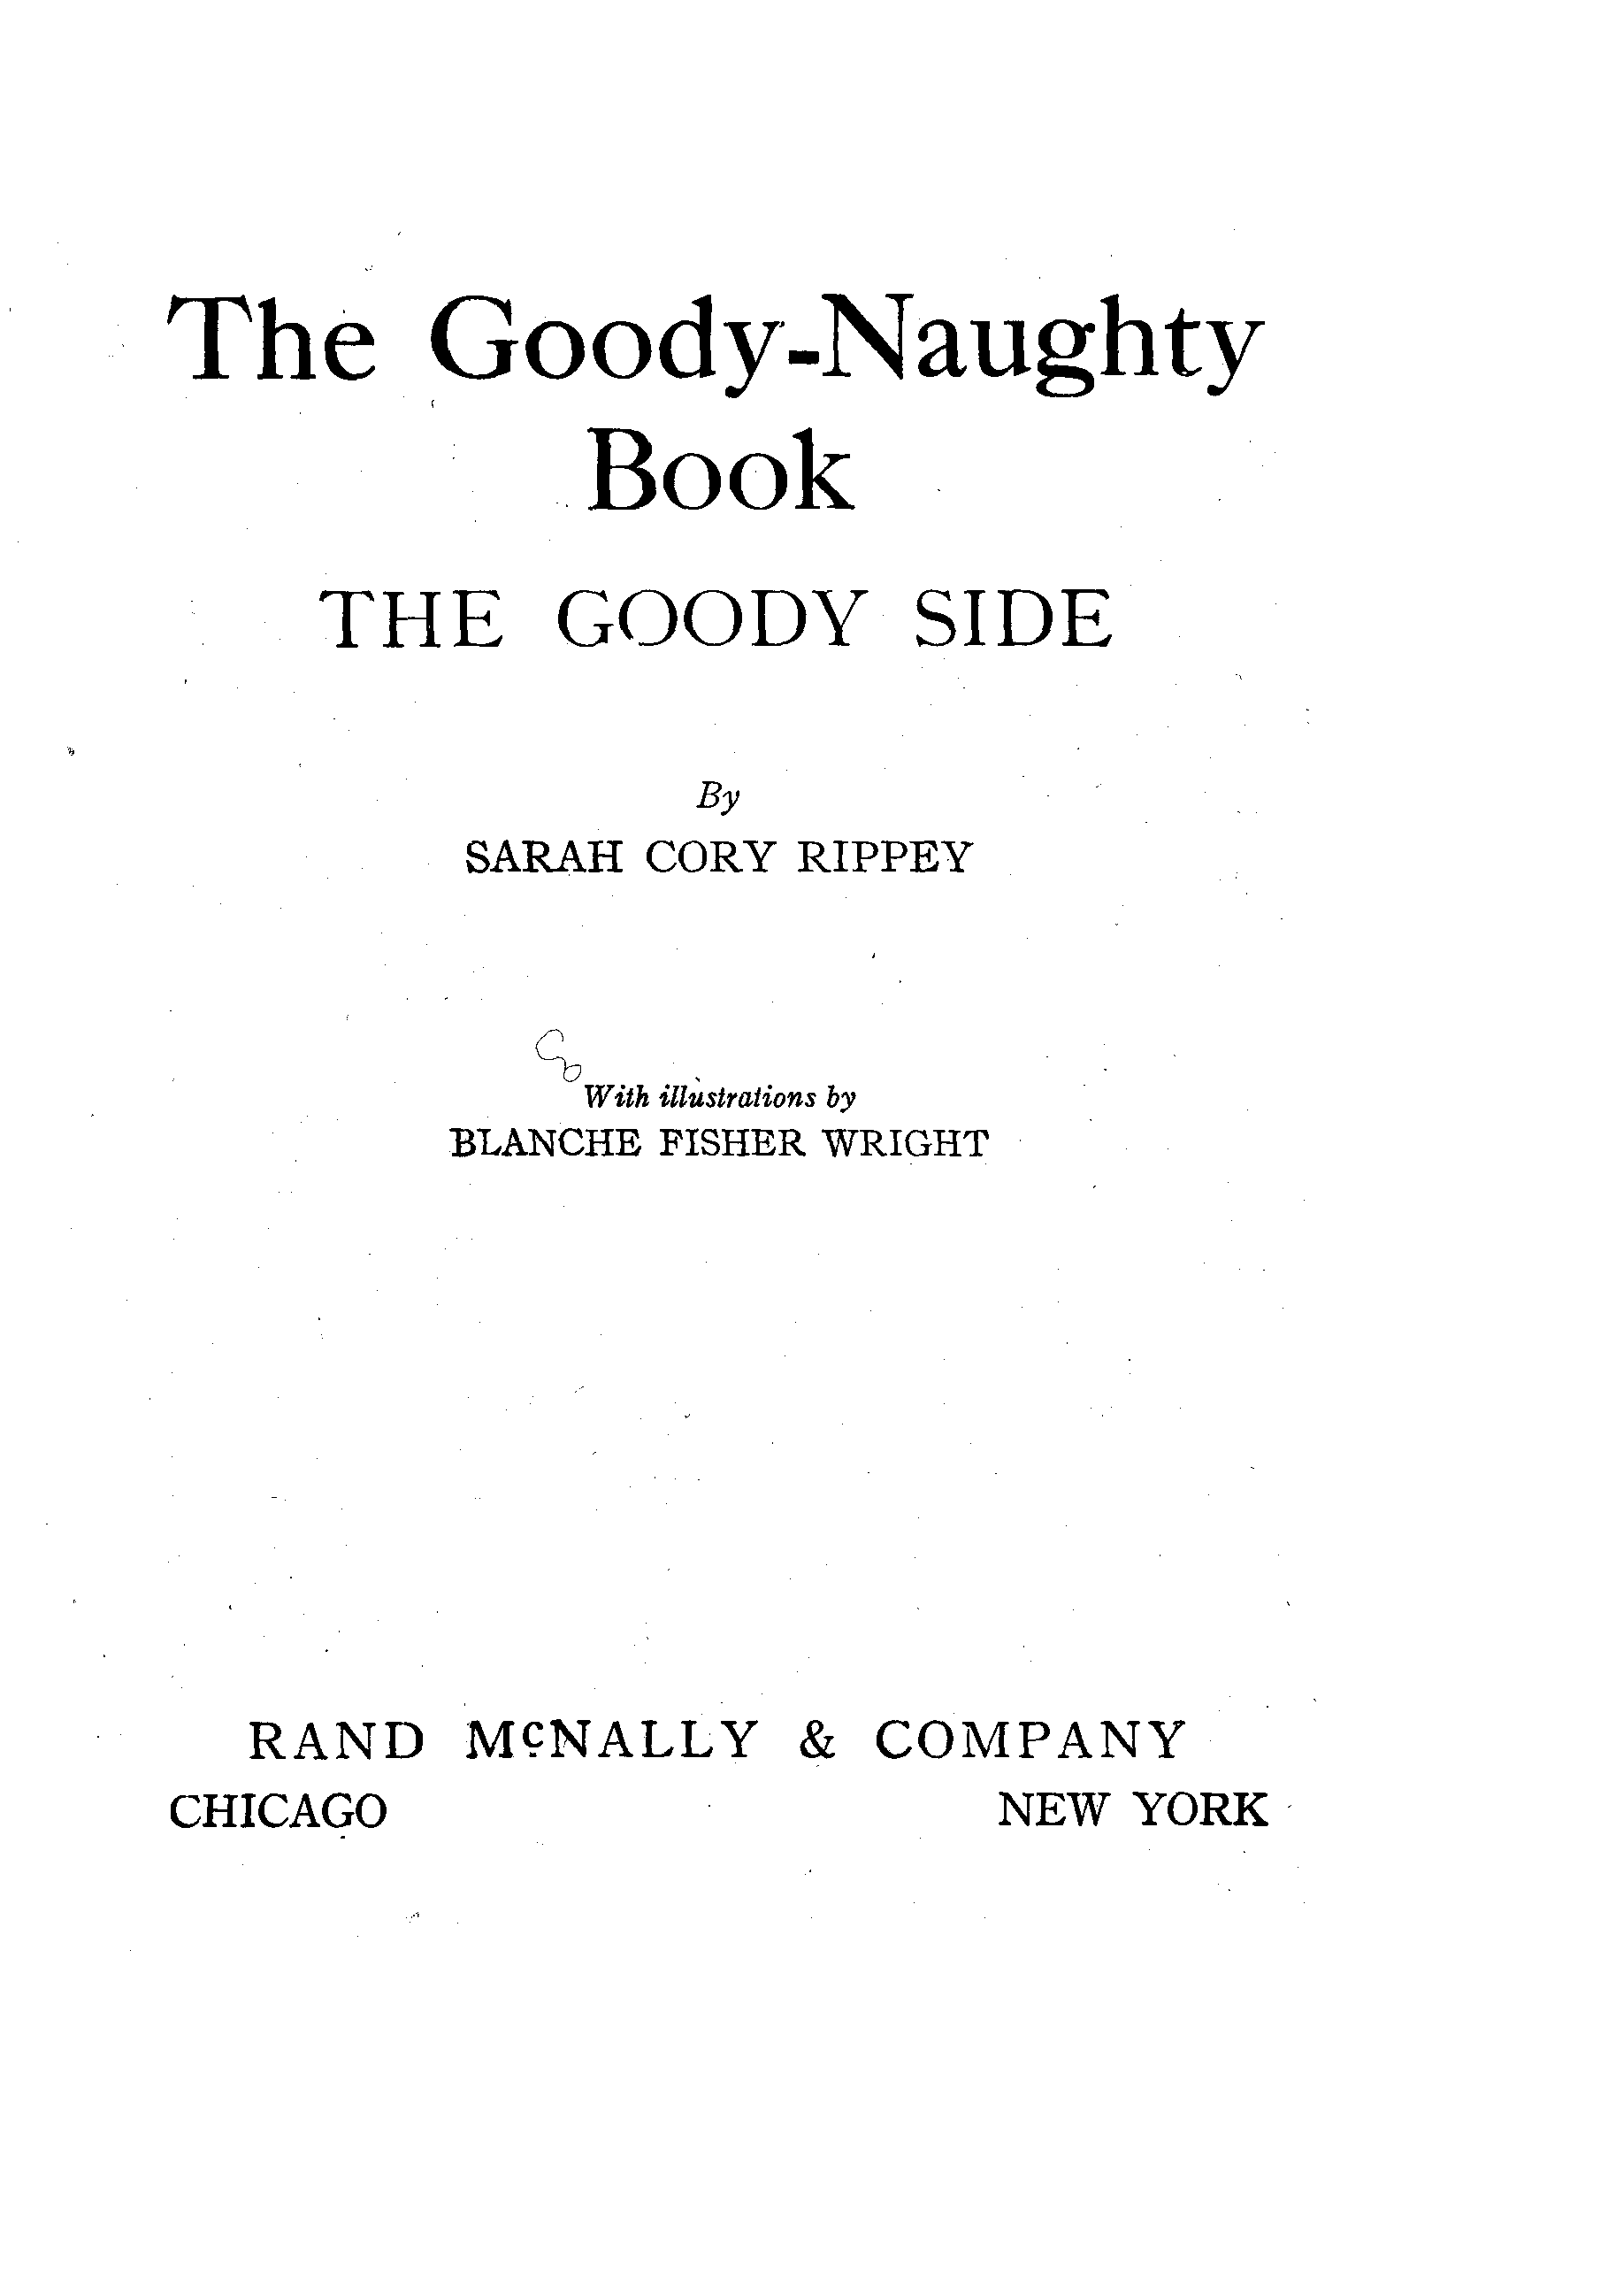 The Goody-Naughty
Book
THE GOODY SIDE
By
SARAH CORY RIPPEY
With illustrations by
BLANCHE FISHER WRIGHT
RAND McNALLY & COMPANY
CHICAGO NEW YORK